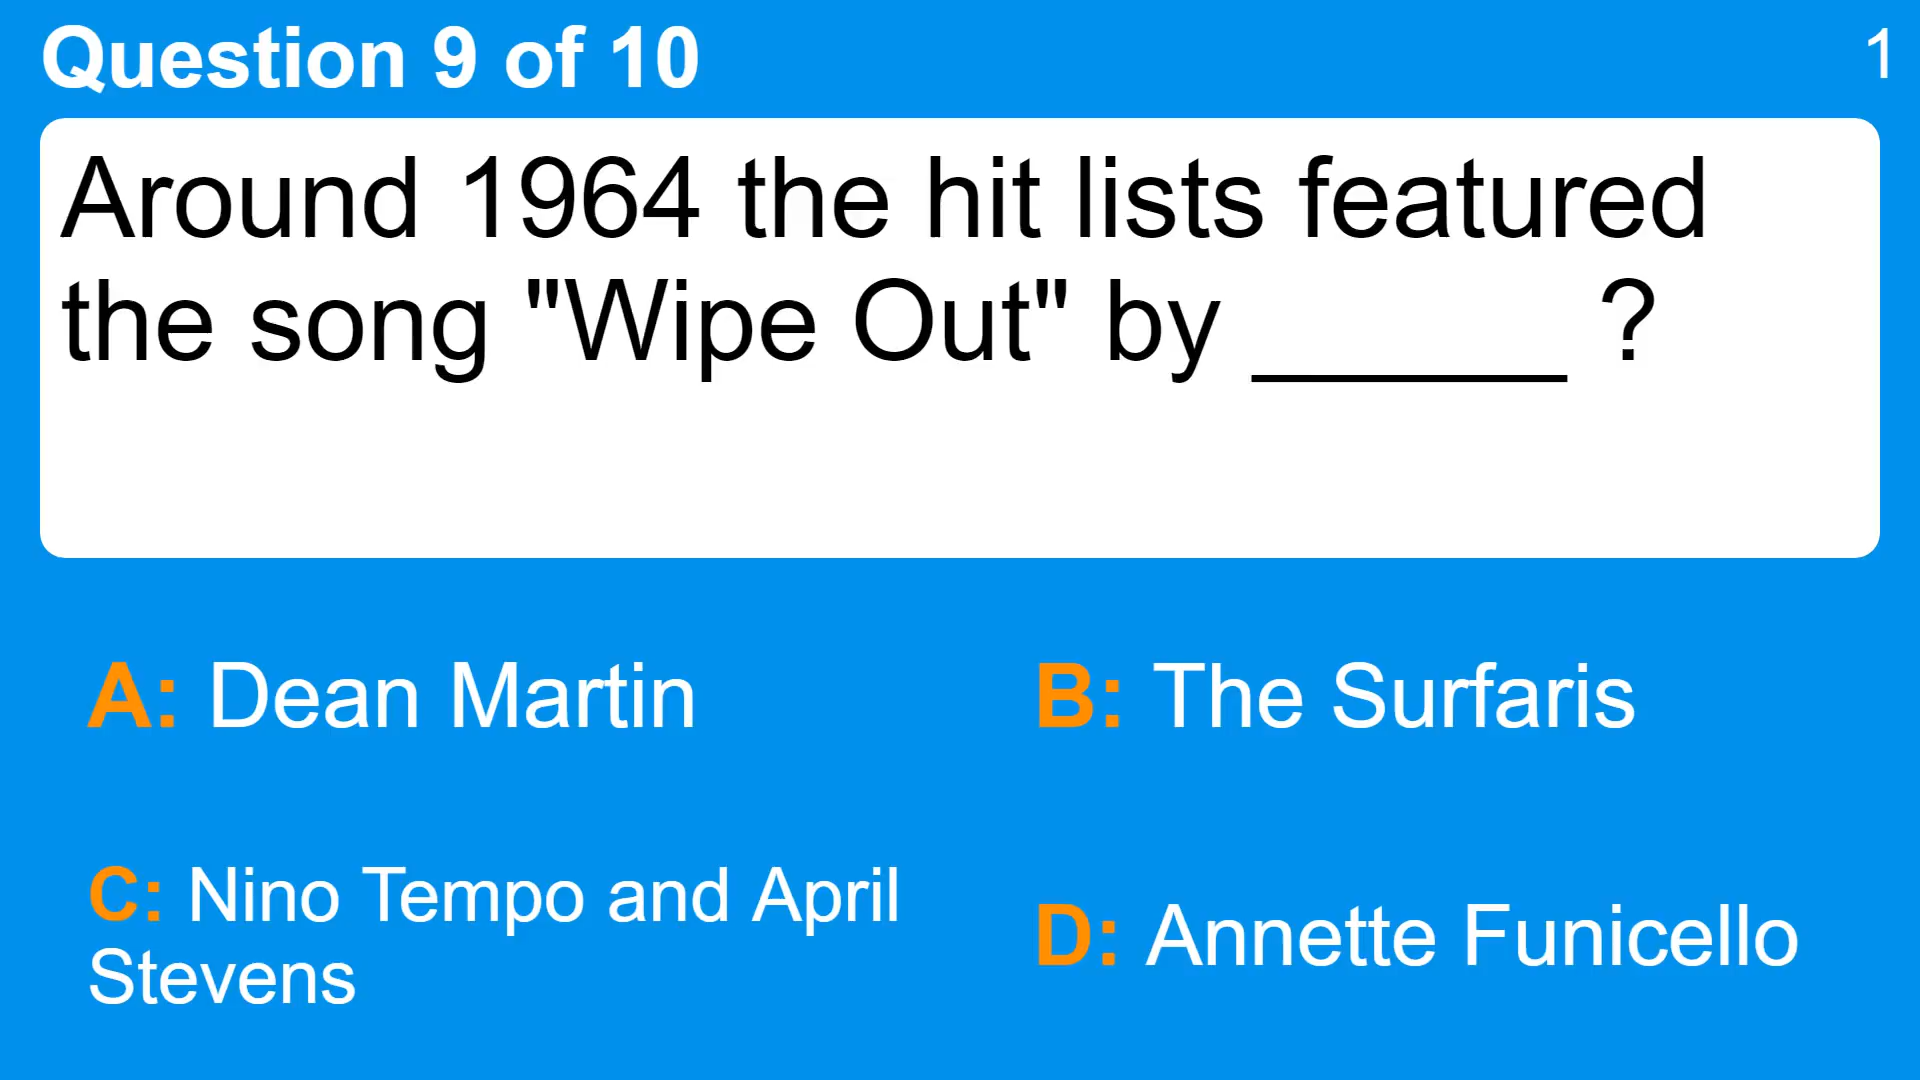 Question 9 of 10
1
Around 1964 the hit lists featured
the song "Wipe Out" by ______ ?
A: Dean Martin
B: The Surfaris
C: Nino Tempo and April
Stevens
D: Annette Funicello